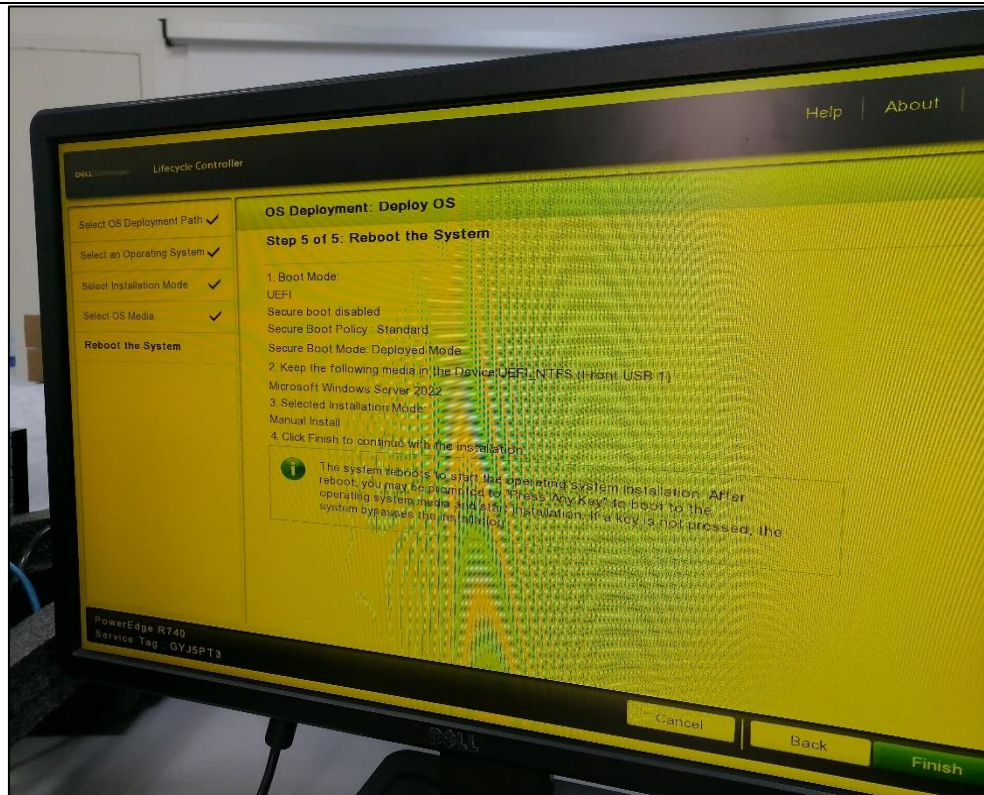 Help | About |
DELL Technologies Lifecycle Controller
Select OS Deployment Path ✓
Select an Operating System ✓
Select Installation Mode ✓
Select OS Media ✓
Reboot the System
OS Deployment: Deploy OS
Step 5 of 5: Reboot the System
1. Boot Mode:
UEFI
Secure boot disabled
Secure Boot Policy : Standard
Secure Boot Mode: Deployed Mode
2. Keep the following media in the Device:UEFI_NTFS (Front USB 1)
Microsoft Windows Server 2022
3. Selected Installation Mode:
Manual Install
4. Click Finish to continue with the installation.
The system reboots to start the operating system installation. After
reboot, you may be prompted to "Press Any Key" to boot to the
operating system media and start installation. If a key is not pressed, the
system bypasses the installation.
PowerEdge R740
Service Tag : GYJ5PT3
Cancel
Back
Finish
DELL